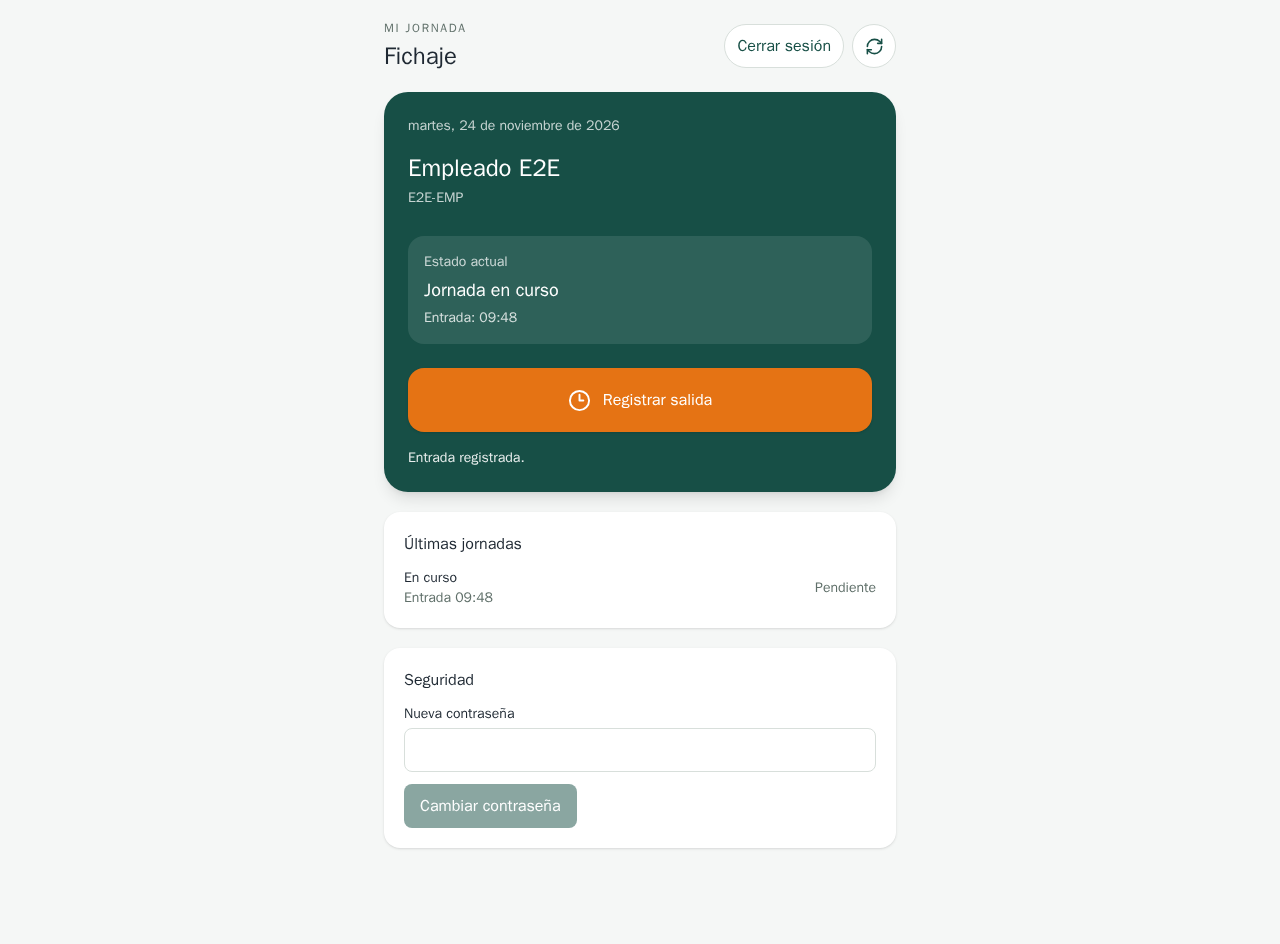 MI JORNADA
Fichaje
Cerrar sesión
martes, 24 de noviembre de 2026
Empleado E2E
E2E-EMP
Estado actual
Jornada en curso
Entrada: 09:48
Registrar salida
Entrada registrada.
Últimas jornadas
En curso
Entrada 09:48
Pendiente
Seguridad
Nueva contraseña
Cambiar contraseña